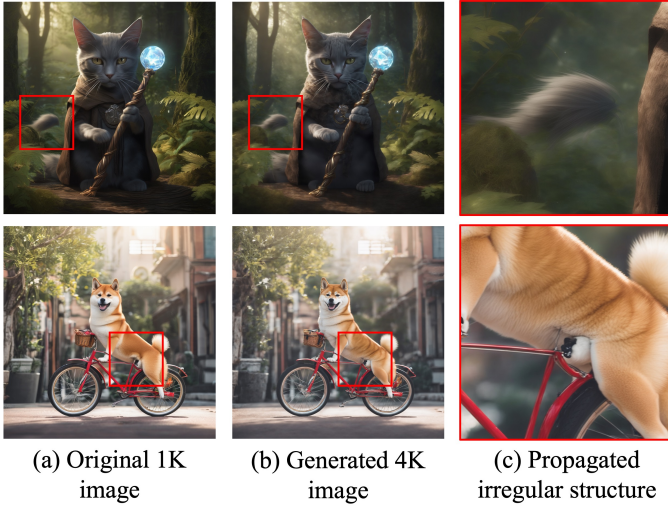 (a) Original 1K
image
(b) Generated 4K
image
(c) Propagated
irregular structure